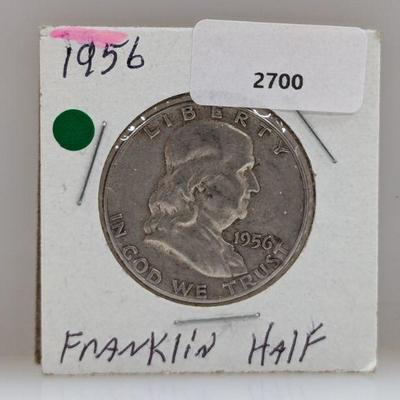 1956
2700
LIBERTY
1956
IN GOD WE TRUST
FRANKlIN HAlF